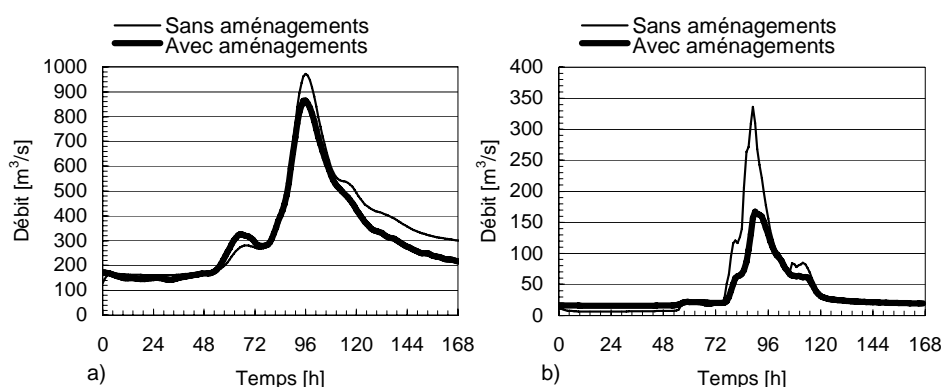 Sans aménagements
Avec aménagements
1000
900
800
700
600
500
400
300
200
100
0
Débit [m³/s]
0 24 48 72 96 120 144 168
Temps [h]
a)
Sans aménagements
Avec aménagements
400
350
300
250
200
150
100
50
0
Débit [m³/s]
0 24 48 72 96 120 144 168
Temps [h]
b)